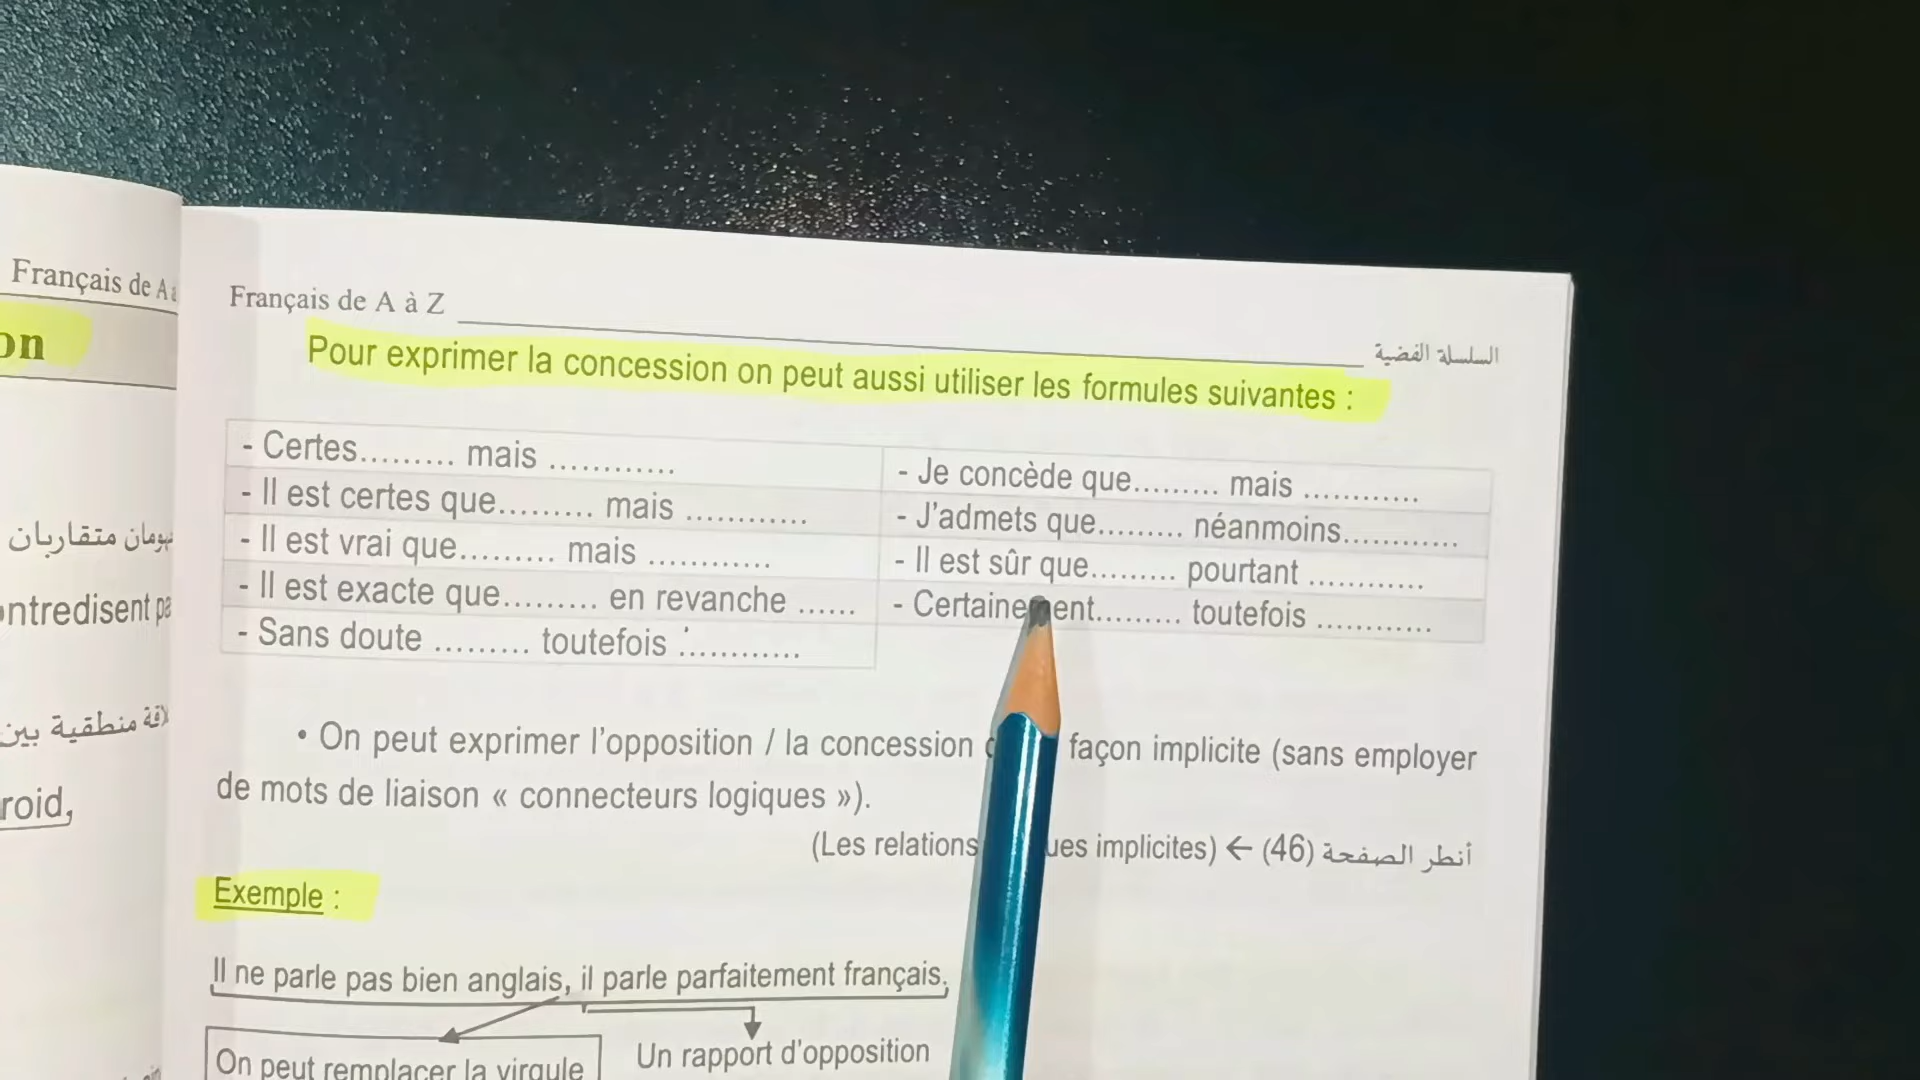 Français de A
on
متقاربان
ontredisent
منطقية بين
roid,
Français de A à Z
السلسلة الفضية
Pour exprimer la concession on peut aussi utiliser les formules suivantes :
- Certes......... mais ............
- Il est certes que......... mais ............
- Il est vrai que......... mais ............
- Il est exacte que......... en revanche ......
- Sans doute ......... toutefois ............
- Je concède que......... mais ............
- J'admets que......... néanmoins............
- Il est sûr que......... pourtant ............
- Certainement......... toutefois ............
• On peut exprimer l'opposition / la concession façon implicite (sans employer
de mots de liaison « connecteurs logiques »).
(Les relations ues implicites) ← (46) أنظر الصفحة
Exemple :
Il ne parle pas bien anglais, il parle parfaitement français.
On peut remplacer la virgule
Un rapport d'opposition